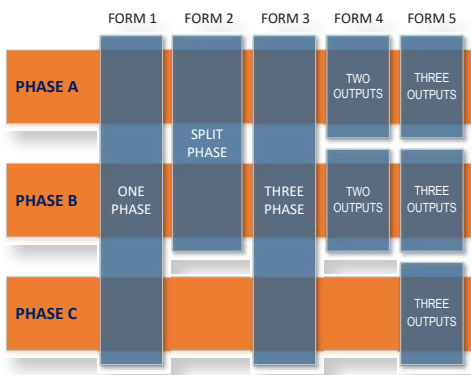 FORM 1 FORM 2 FORM 3 FORM 4 FORM 5
PHASE A
TWO
OUTPUTS
THREE
OUTPUTS
SPLIT
PHASE
PHASE B
ONE
PHASE
THREE
PHASE
TWO
OUTPUTS
THREE
OUTPUTS
PHASE C
THREE
OUTPUTS